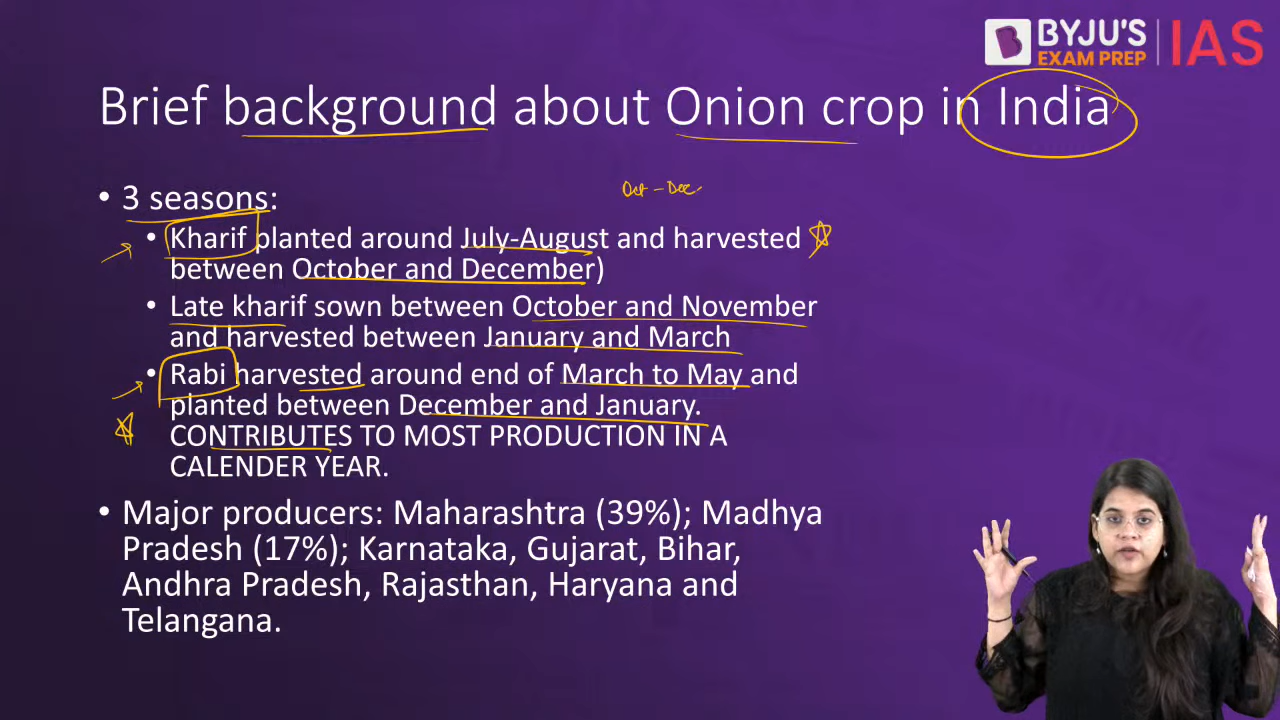 BYJU'S IAS
EXAM PREP
Brief background about Onion crop in India
• 3 seasons:
Oct - Dec.
• Kharif planted around July-August and harvested
between October and December)
• Late kharif sown between October and November
and harvested between January and March
• Rabi harvested around end of March to May and
planted between December and January.
CONTRIBUTES TO MOST PRODUCTION IN A
CALENDER YEAR.
• Major producers: Maharashtra (39%); Madhya
Pradesh (17%); Karnataka, Gujarat, Bihar,
Andhra Pradesh, Rajasthan, Haryana and
Telangana.